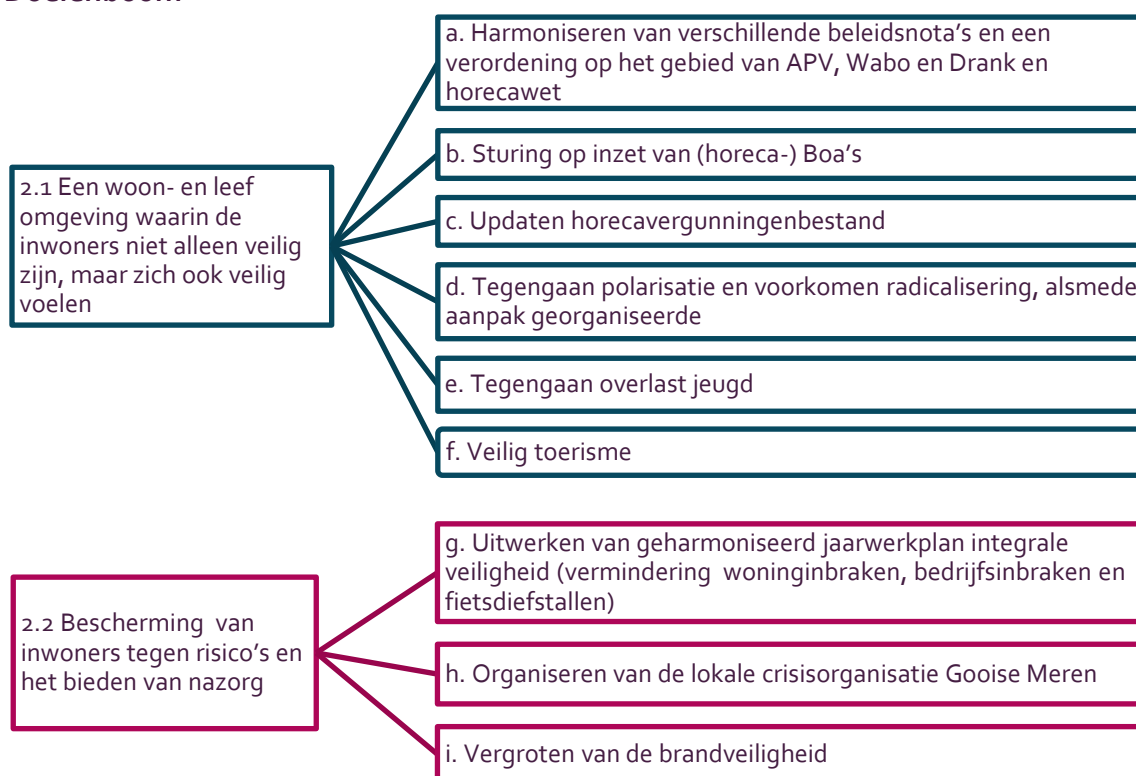 Doelenboom
2.1 Een woon- en leef
omgeving waarin de
inwoners niet alleen veilig
zijn, maar zich ook veilig
voelen
a. Harmoniseren van verschillende beleidsnota’s en een
verordening op het gebied van APV, Wabo en Drank en
horecawet
b. Sturing op inzet van (horeca-) Boa’s
c. Updaten horecavergunningenbestand
d. Tegengaan polarisatie en voorkomen radicalisering, alsmede
aanpak georganiseerde
e. Tegengaan overlast jeugd
f. Veilig toerisme
2.2 Bescherming van
inwoners tegen risico’s en
het bieden van nazorg
g. Uitwerken van geharmoniseerd jaarwerkplan integrale
veiligheid (vermindering woninginbraken, bedrijfsinbraken en
fietsdiefstallen)
h. Organiseren van de lokale crisisorganisatie Gooise Meren
i. Vergroten van de brandveiligheid